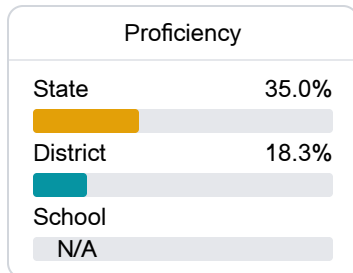 Proficiency
State 35.0%
District 18.3%
School
N/A